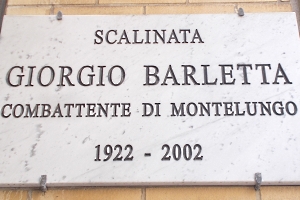 SCALINATA
GIORGIO BARLETTA
COMBATTENTE DI MONTELUNGO
1922 - 2002